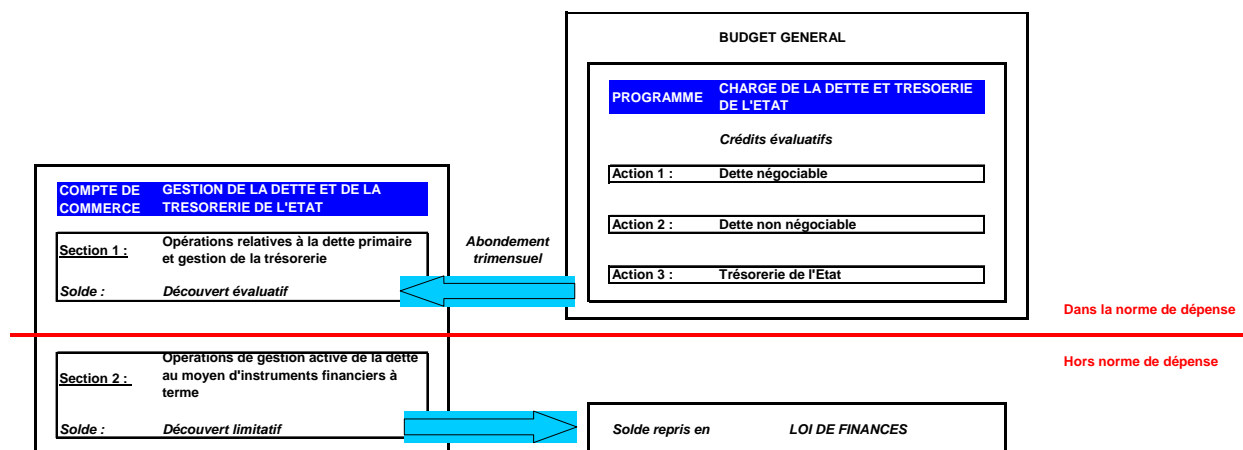 BUDGET GENERAL
PROGRAMME CHARGE DE LA DETTE ET TRESOERIE
DE L'ETAT
Crédits évaluatifs
Action 1 : Dette négociable
Action 2 : Dette non négociable
Action 3 : Trésorerie de l'Etat
COMPTE DE GESTION DE LA DETTE ET DE LA
COMMERCE TRESORERIE DE L'ETAT
Section 1 : Opérations relatives à la dette primaire
et gestion de la trésorerie
Solde : Découvert évaluatif
Abondement
trimensuel
Dans la norme de dépense
Hors norme de dépense
Section 2 : Opérations de gestion active de la dette
au moyen d'instruments financiers à
terme
Solde : Découvert limitatif
Solde repris en LOI DE FINANCES